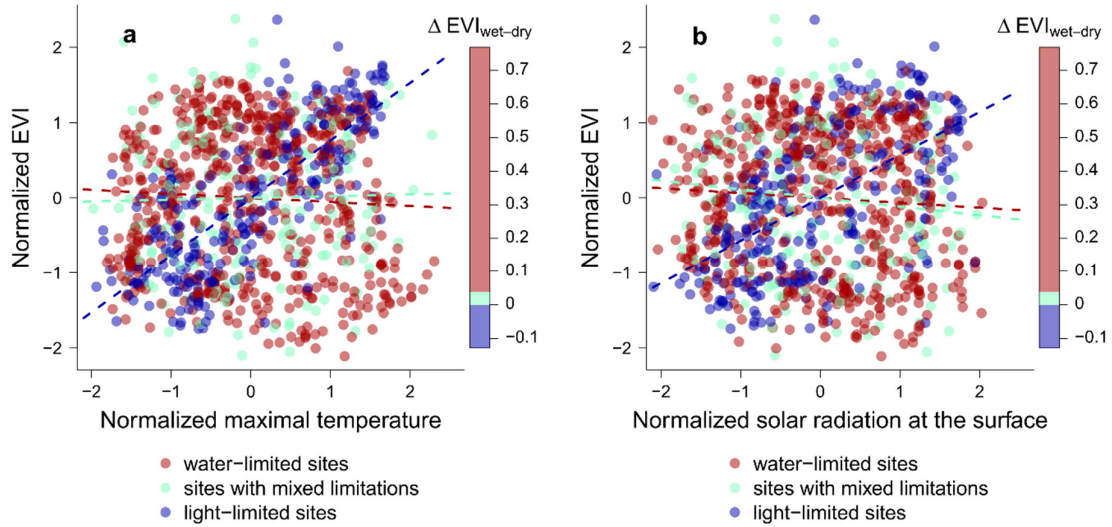 a
Δ EVIwet−dry
Normalized EVI
2
1
0
−1
−2
−2
−1
0
1
2
Normalized maximal temperature
0.7
0.6
0.5
0.4
0.3
0.2
0.1
0
−0.1
water−limited sites
sites with mixed limitations
light−limited sites
b
Δ EVIwet−dry
Normalized EVI
2
1
0
−1
−2
−2
−1
0
1
2
Normalized solar radiation at the surface
0.7
0.6
0.5
0.4
0.3
0.2
0.1
0
−0.1
water−limited sites
sites with mixed limitations
light−limited sites